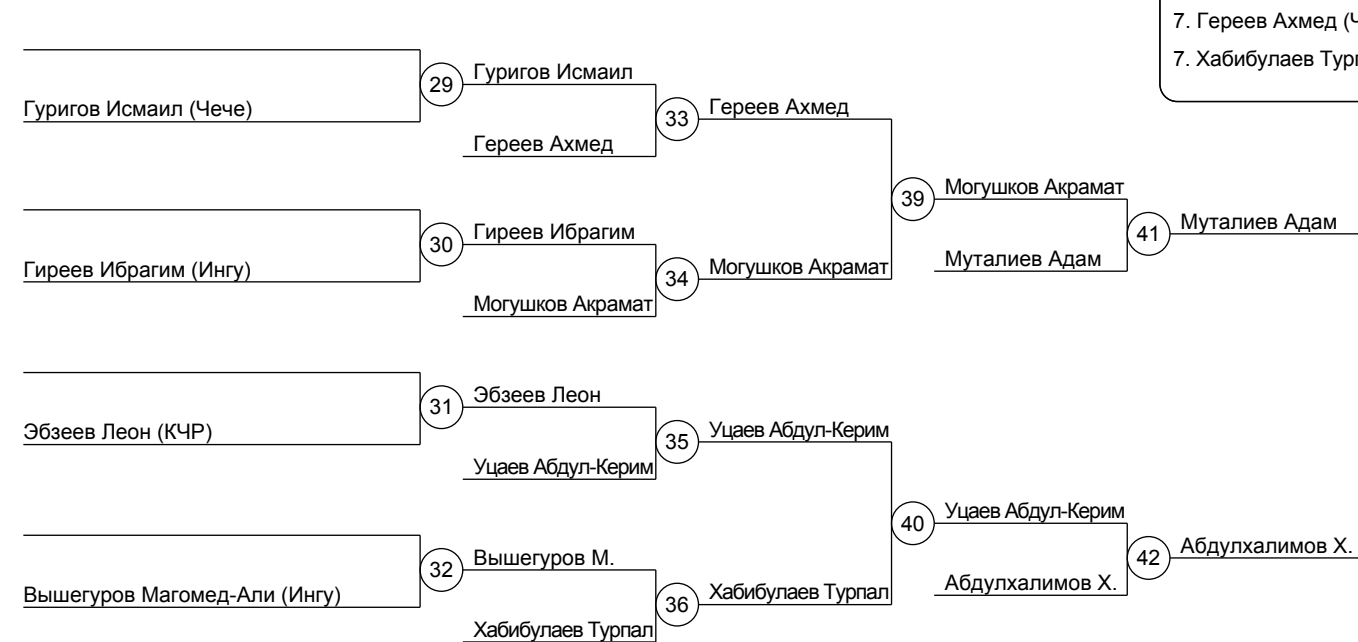 7. Гереев Ахмед (
7. Хабибулаев
29
Гуригов Исмаил
Гуригов Исмаил (Чече)
33
Гереев Ахмед
Гереев Ахмед
39
Могушков Акрамат
41
Муталиев Адам
30
Гиреев Ибрагим
Гиреев Ибрагим (Ингу)
34
Могушков Акрамат
Муталиев Адам
Могушков Акрамат
31
Эбзеев Леон
Эбзеев Леон (КЧР)
35
Уцаев Абдул-Керим
Уцаев Абдул-Керим
40
Уцаев Абдул-Керим
42
Абдулхалимов Х.
32
Вышегуров М.
Вышегуров Магомед-Али (Ингу)
36
Хабибулаев Турпал
Абдулхалимов Х.
Хабибулаев Турпал